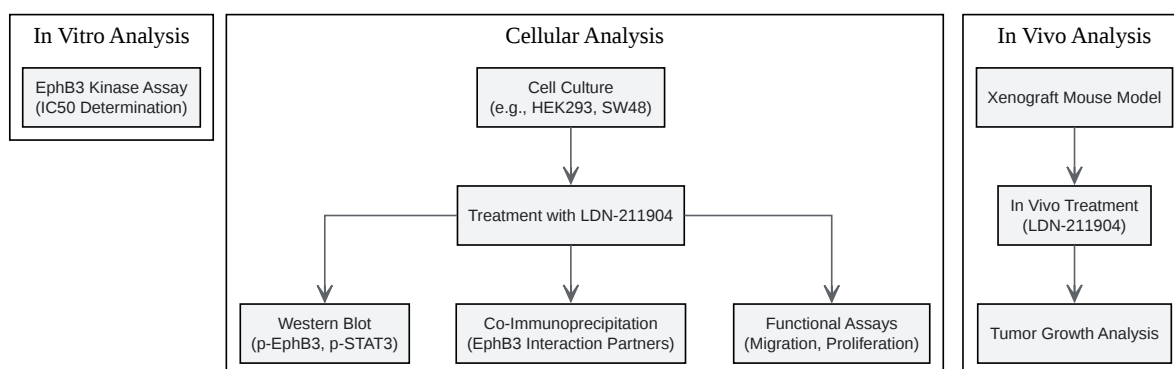 In Vitro Analysis
EphB3 Kinase Assay
(IC50 Determination)
Cellular Analysis
Cell Culture
(e.g., HEK293, SW48)
Treatment with LDN-211904
Western Blot
(p-EphB3, p-STAT3)
Co-Immunoprecipitation
(EphB3 Interaction Partners)
Functional Assays
(Migration, Proliferation)
In Vivo Analysis
Xenograft Mouse Model
In Vivo Treatment
(LDN-211904)
Tumor Growth Analysis